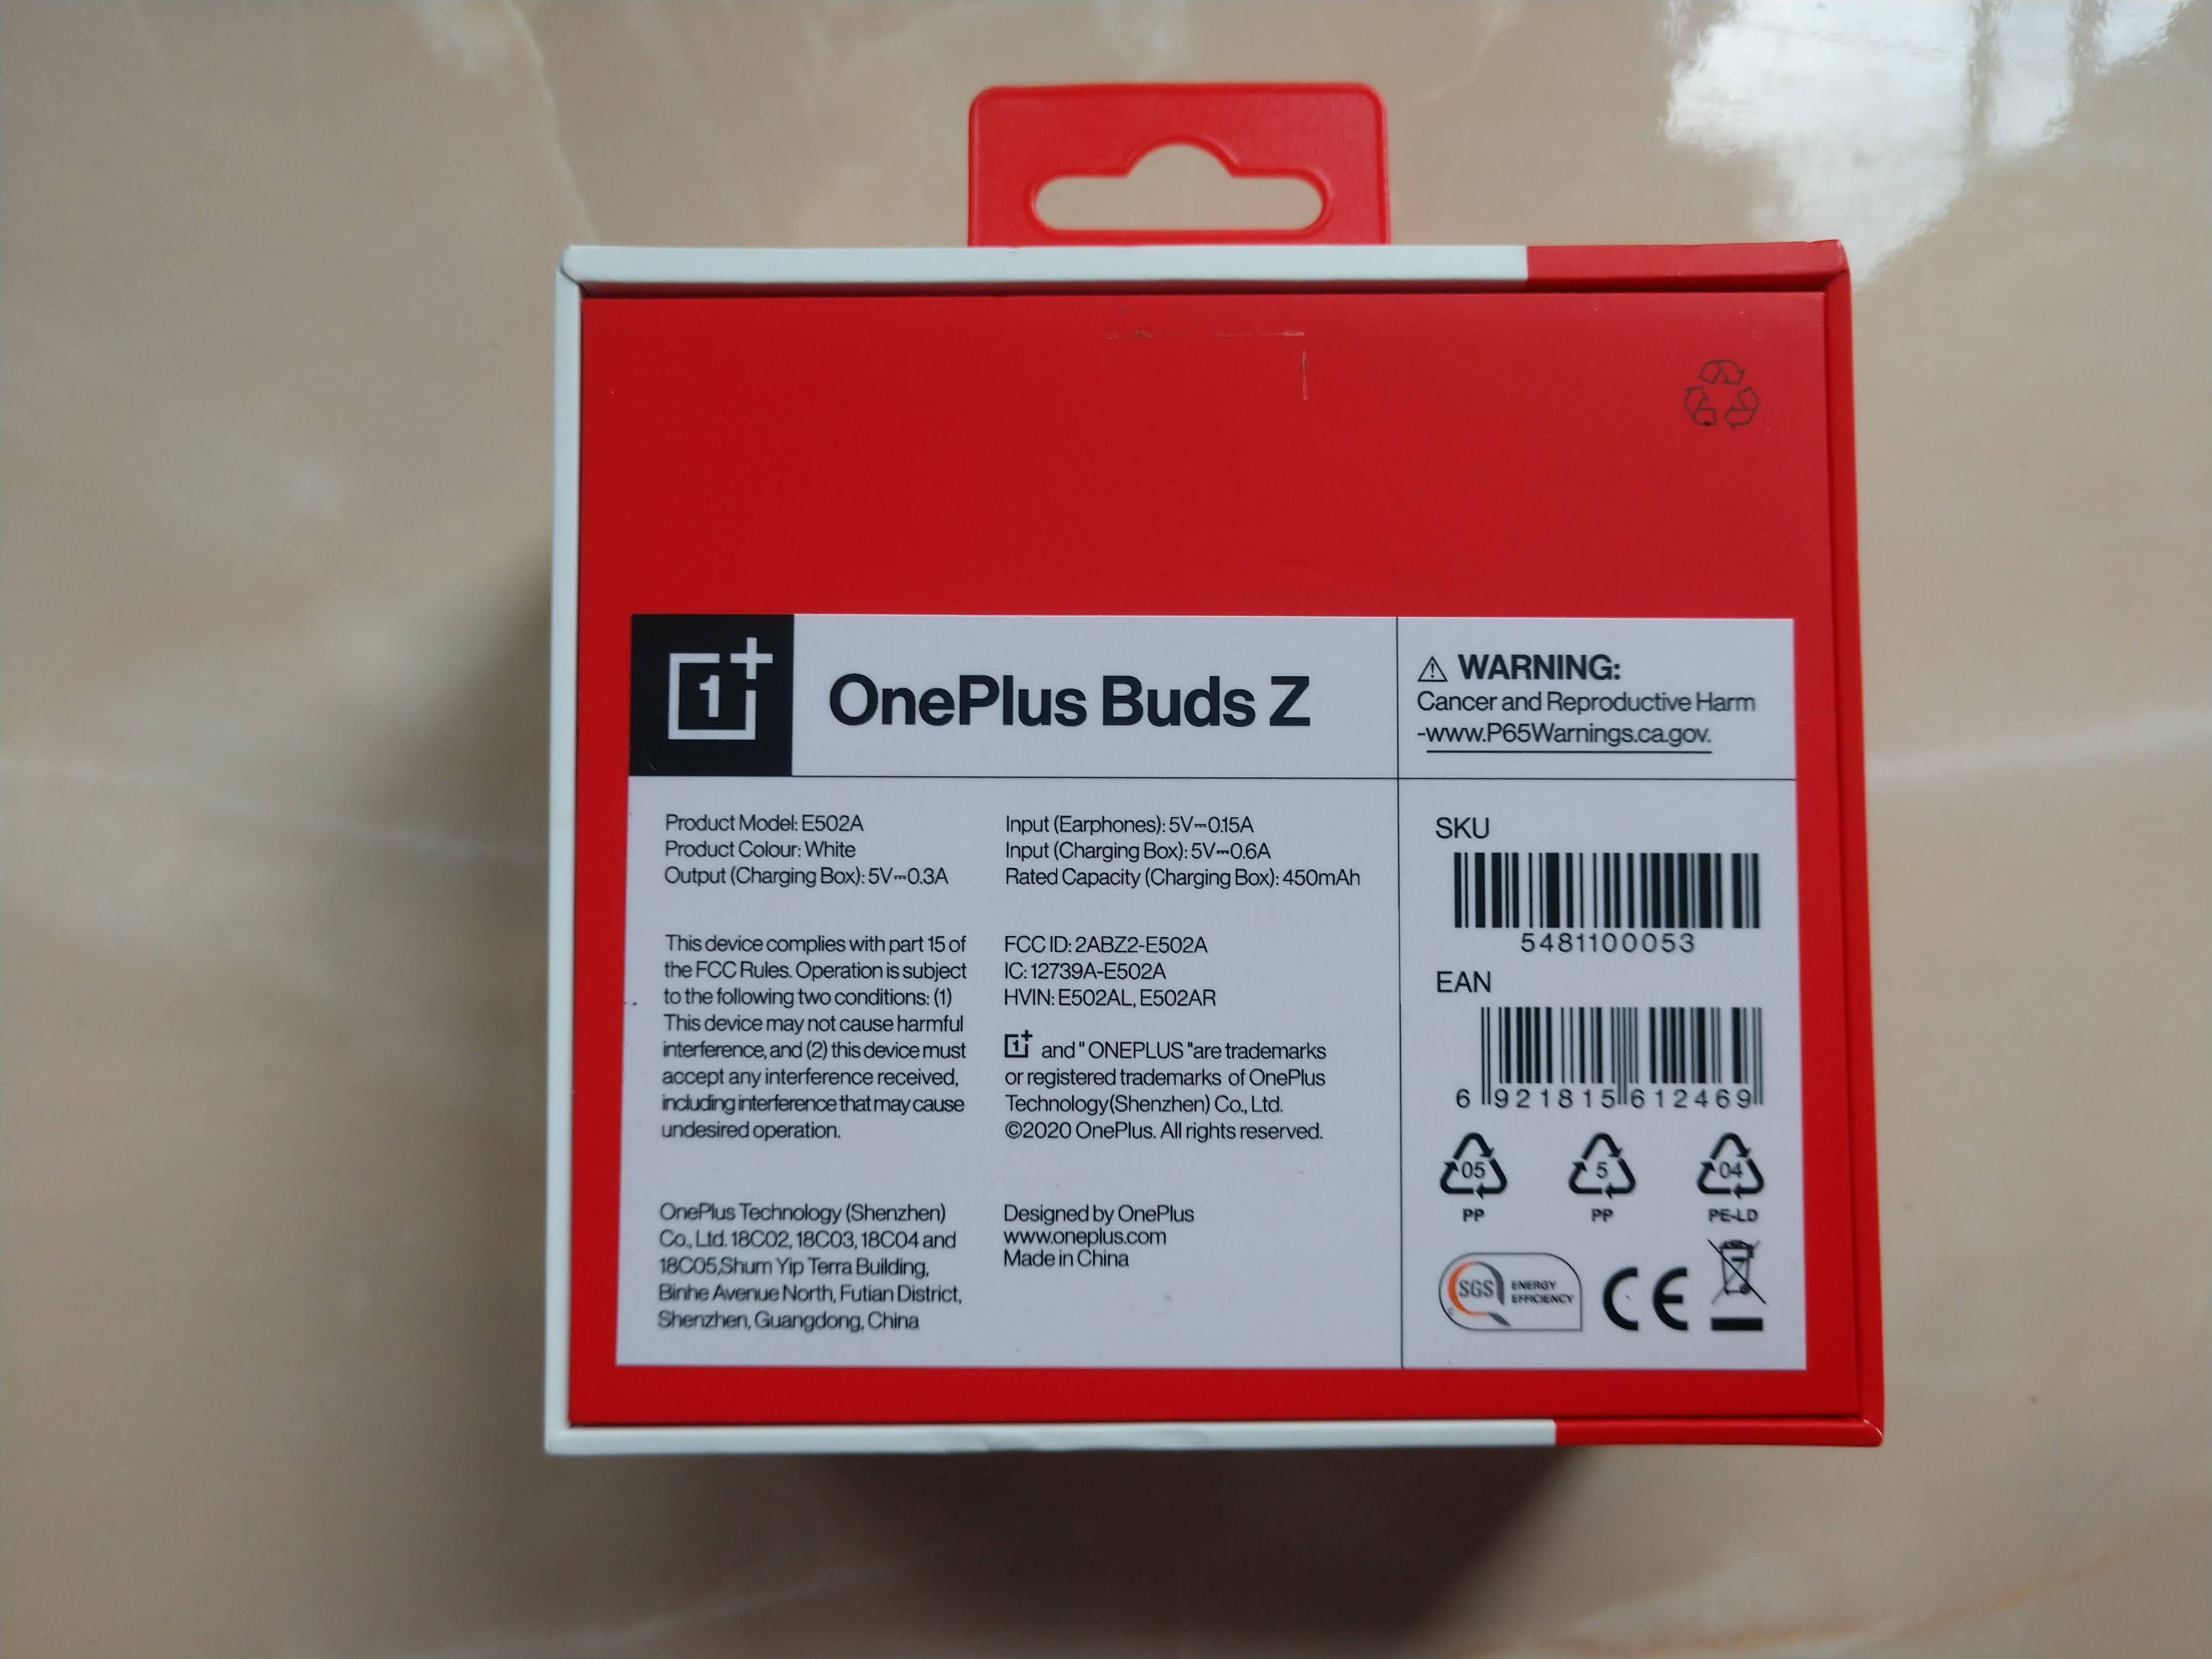 1+
OnePlus Buds Z
WARNING:
Cancer and Reproductive Harm
-www.P65Warnings.ca.gov.
Product Model: E502A
Product Colour: White
Output (Charging Box): 5V⎓0.3A
Input (Earphones): 5V⎓0.15A
Input (Charging Box): 5V⎓0.6A
Rated Capacity (Charging Box): 450mAh
This device complies with part 15 of
the FCC Rules. Operation is subject
to the following two conditions: (1)
This device may not cause harmful
interference, and (2) this device must
accept any interference received,
including interference that may cause
undesired operation.
FCC ID: 2ABZ2-E502A
IC: 12739A-E502A
HVIN: E502AL, E502AR
1+ and " ONEPLUS "are trademarks
or registered trademarks of OnePlus
Technology(Shenzhen) Co., Ltd.
©2020 OnePlus. All rights reserved.
OnePlus Technology (Shenzhen)
Co., Ltd. 18C02, 18C03, 18C04 and
18C05,Shum Yip Terra Building,
Binhe Avenue North, Futian District,
Shenzhen, Guangdong, China
Designed by OnePlus
www.oneplus.com
Made in China
SKU
5481100053
EAN
6 921815 612469
05 5 04
PP PP PE-LD
SGS ENERGY
EFFICIENCY
CE